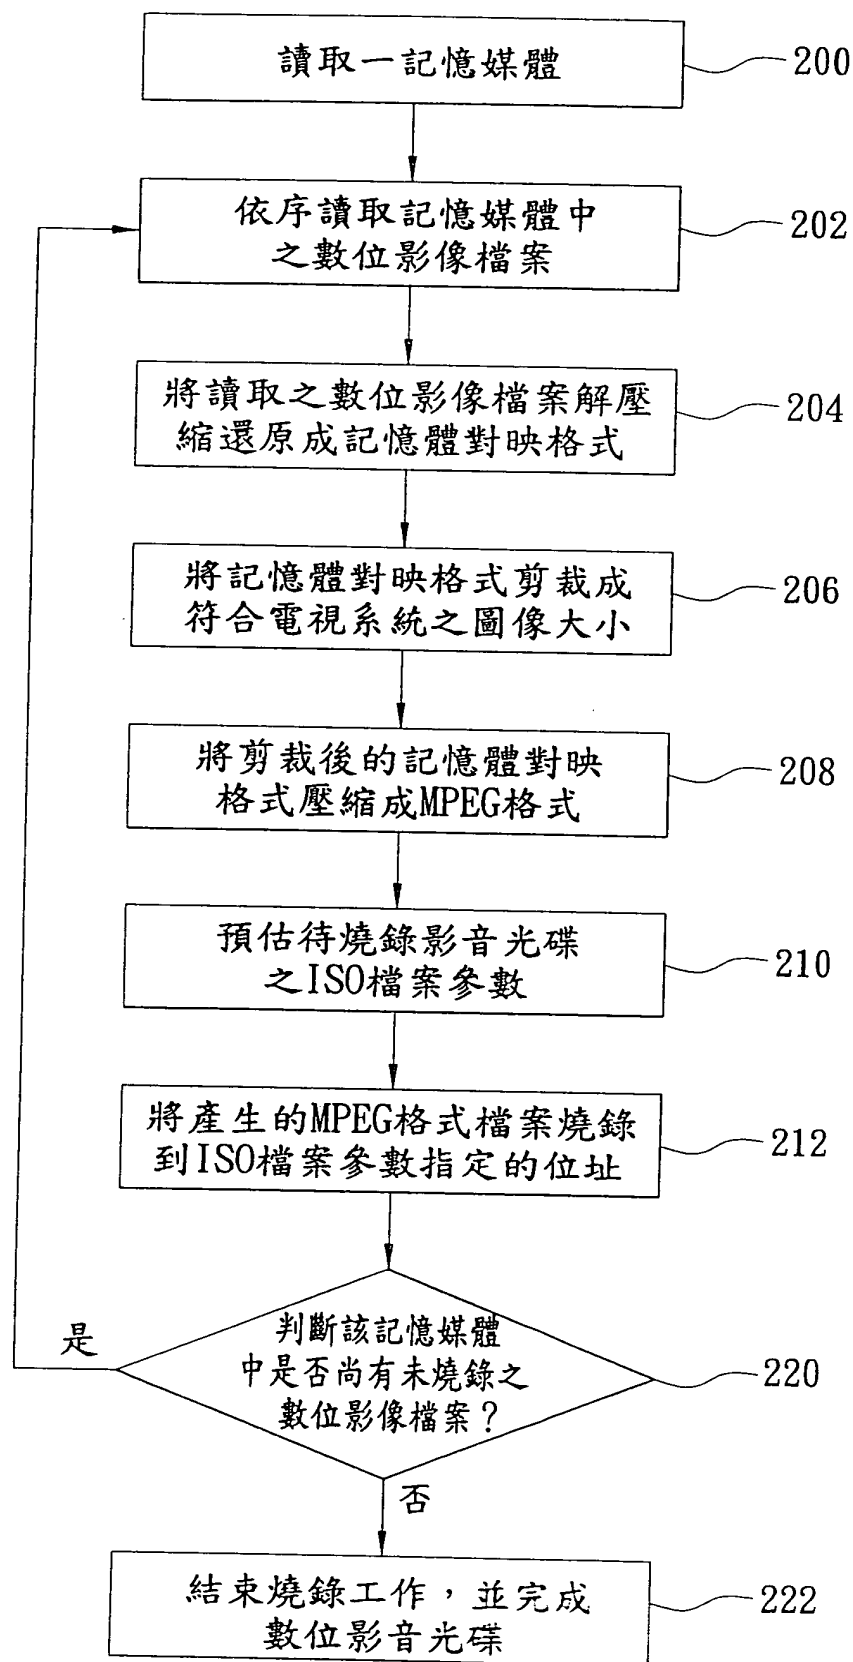 讀取一記憶媒體
200
依序讀取記憶媒體中
之數位影像檔案
202
將讀取之數位影像檔案解壓
縮還原成記憶體對映格式
204
將記憶體對映格式剪裁成
符合電視系統之圖像大小
206
將剪裁後的記憶體對映
格式壓縮成MPEG格式
208
預估待燒錄影音光碟
之ISO檔案參數
210
將產生的MPEG格式檔案燒錄
到ISO檔案參數指定的位址
212
是
判斷該記憶媒體
中是否尚有未燒錄之
數位影像檔案?
220
否
結束燒錄工作，並完成
數位影音光碟
222